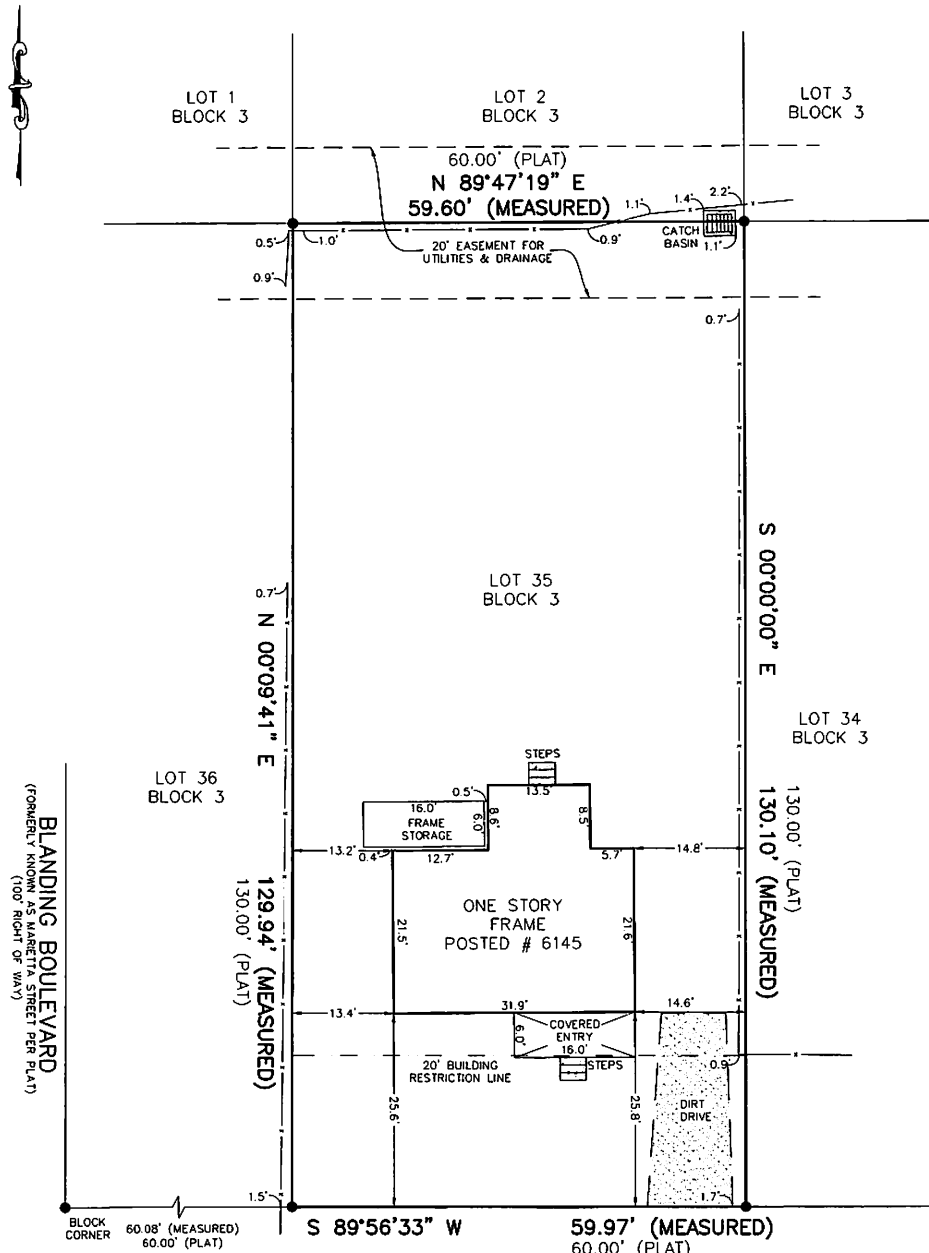 LOT 1
BLOCK 3
LOT 2
BLOCK 3
LOT 3
BLOCK 3
60.00' (PLAT)
N 89°47'19" E
59.60' (MEASURED)
1.1'
1.4'
2.2'
CATCH
BASIN
1.1'
0.5'
1.0'
0.9'
20' EASEMENT FOR
UTILITIES & DRAINAGE
0.9'
0.7'
LOT 35
BLOCK 3
0.7'
N 00°09'41" E
129.94' (MEASURED)
130.00' (PLAT)
S 00°00'00" E
130.10' (MEASURED)
130.00' (PLAT)
LOT 34
BLOCK 3
LOT 36
BLOCK 3
BLANDING BOULEVARD
(FORMERLY KNOWN AS MARIETTA STREET PER PLAT)
(100' RIGHT OF WAY)
STEPS
13.5'
0.5'
8.6'
8.5'
16.0'
6.0'
FRAME
STORAGE
13.2'
0.4'
12.7'
5.7'
14.8'
ONE STORY
FRAME
POSTED # 6145
21.5'
21.6'
13.4'
31.9'
14.6'
COVERED
ENTRY
6.0'
16.0'
20' BUILDING
RESTRICTION LINE
STEPS
0.9'
25.6'
25.8'
DIRT
DRIVE
1.5'
1.7'
BLOCK
CORNER
60.08' (MEASURED)
60.00' (PLAT)
S 89°56'33" W
59.97' (MEASURED)
60.00' (PLAT)